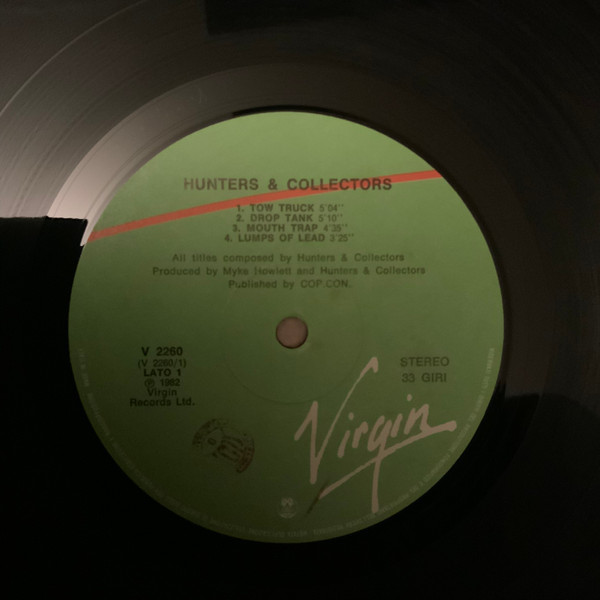 HUNTERS & COLLECTORS
1. TOW TRUCK 5'04"
2. DROP TANK 5'10"
3. MOUTH TRAP 4'35"
4. LUMPS OF LEAD 3'25"
All titles composed by Hunters & Collectors
Produced by Myke Howlett and Hunters & Collectors
Published by COP.CON.
V 2260
(V 2260/1)
LATO 1
℗ 1982
Virgin
Records Ltd.
STEREO
33 GIRI
Virgin